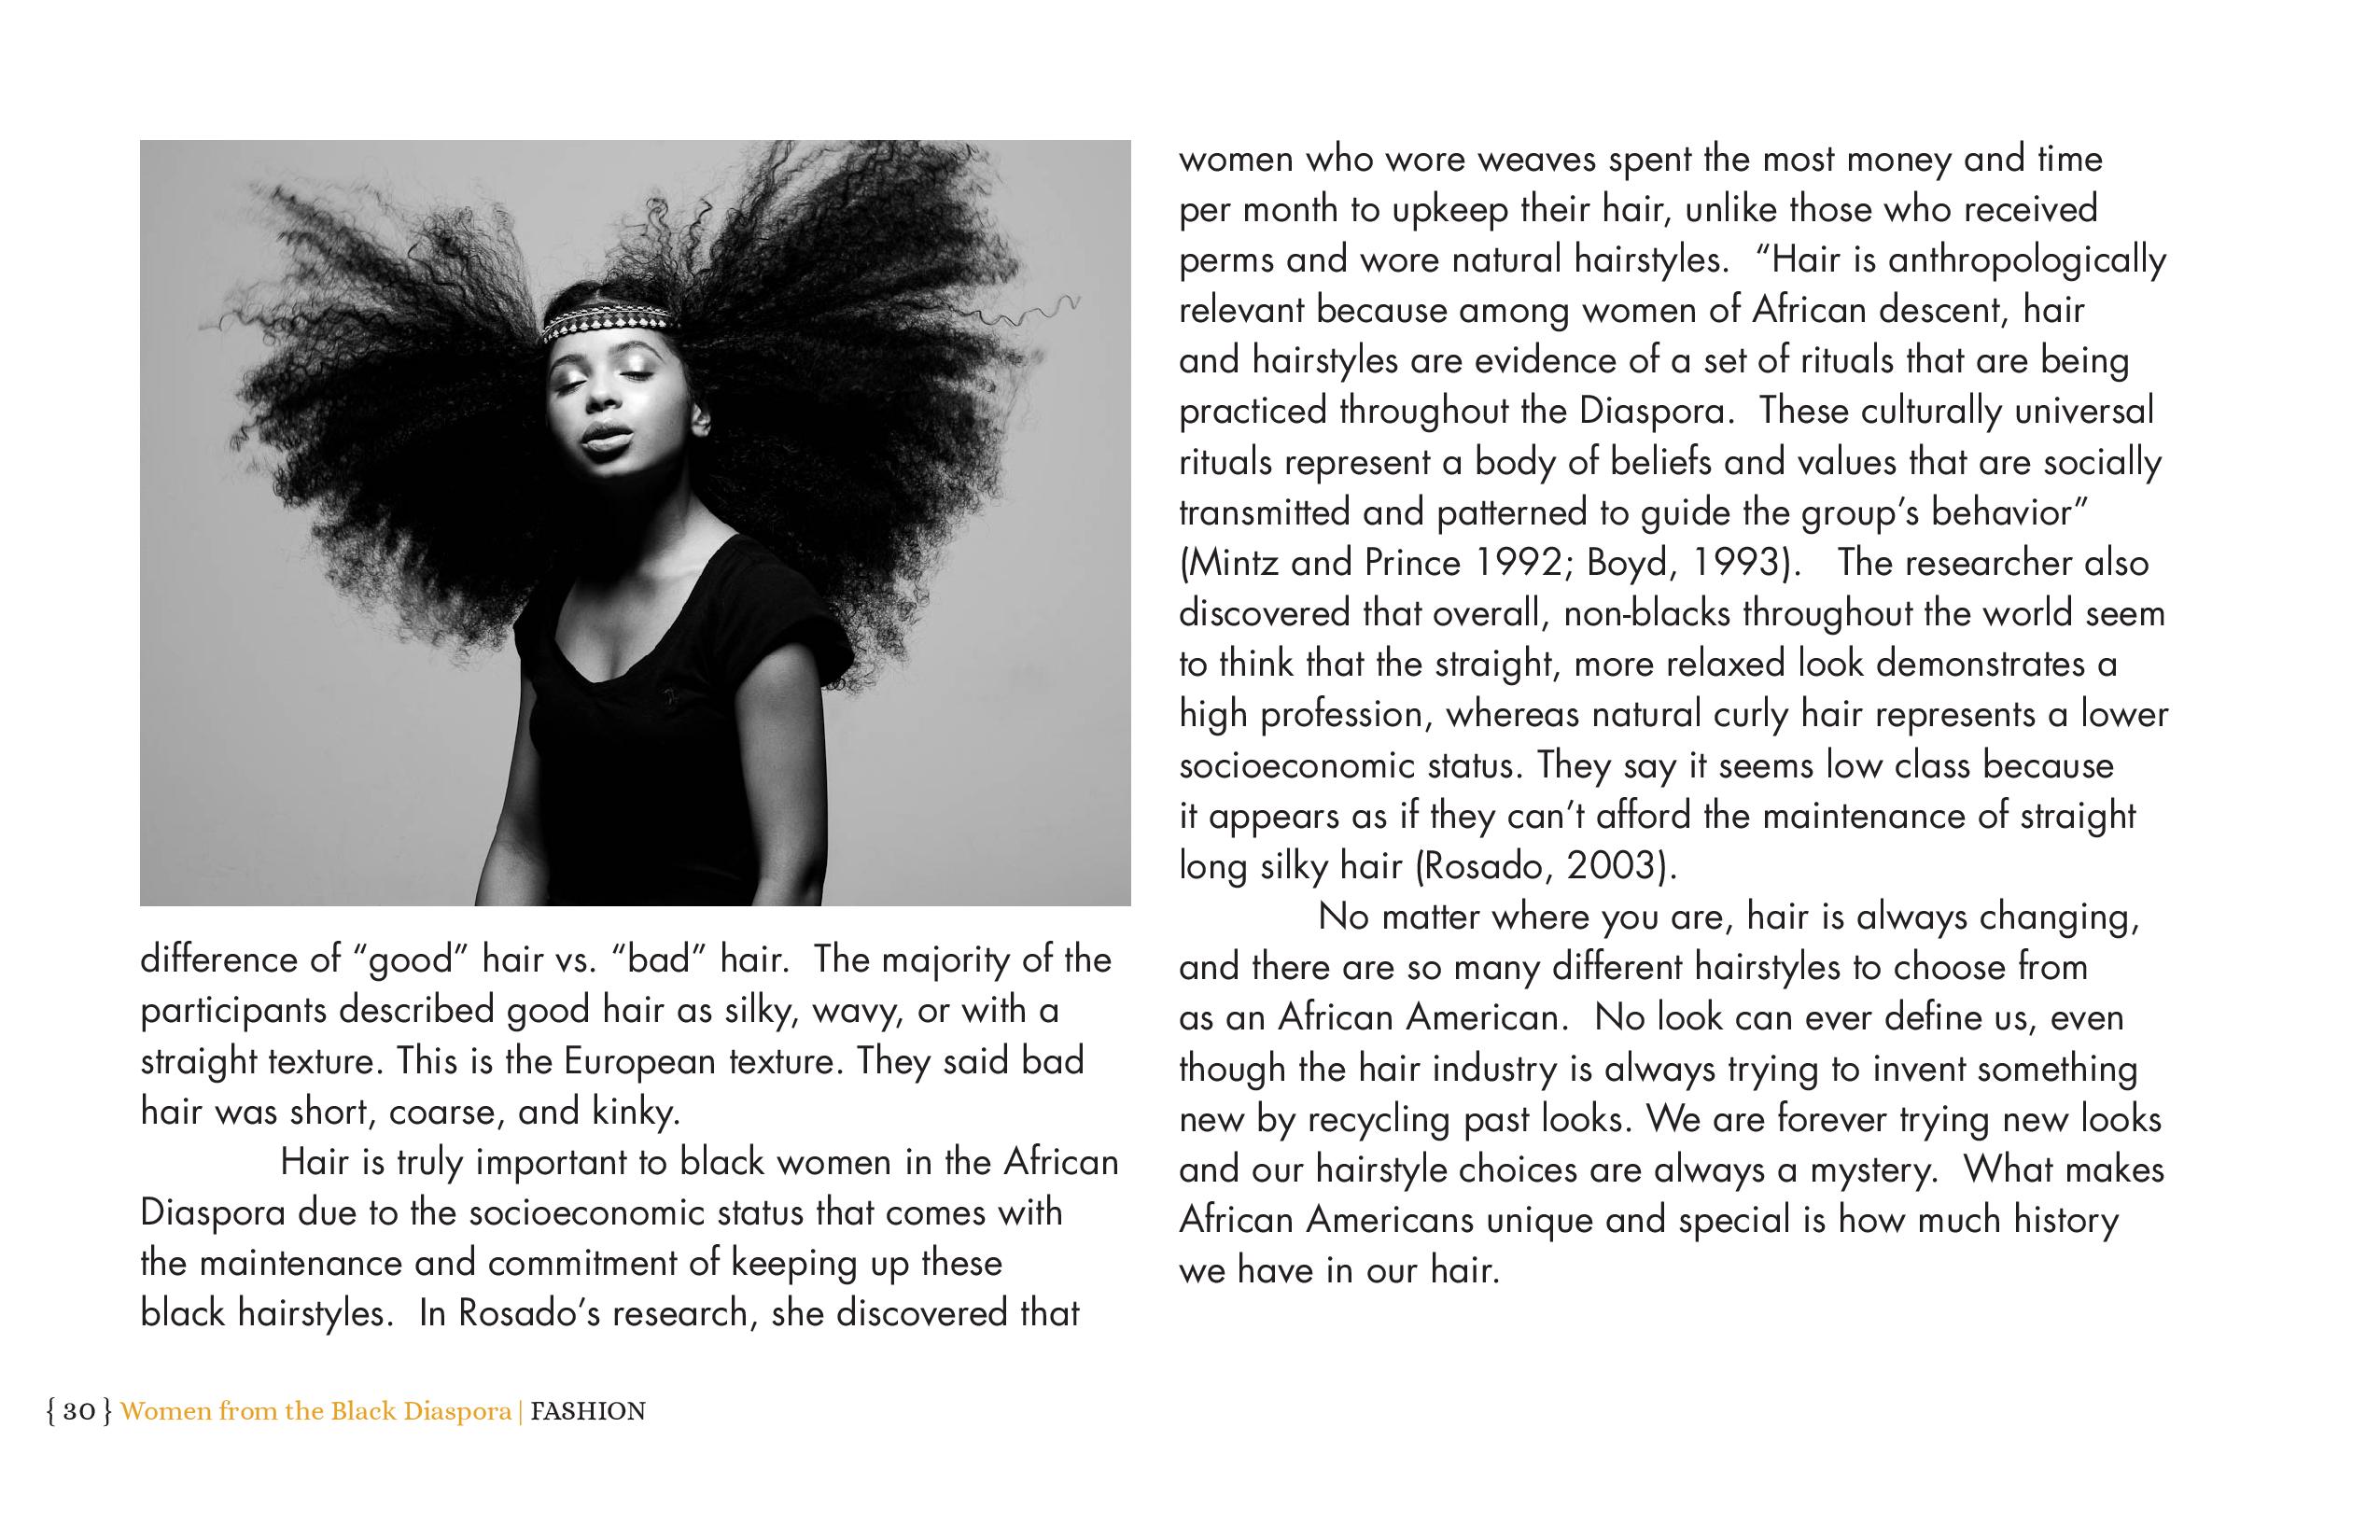 difference of “good” hair vs. “bad” hair.  The majority of the
participants described good hair as silky, wavy, or with a
straight texture. This is the European texture. They said bad
hair was short, coarse, and kinky.
Hair is truly important to black women in the African
Diaspora due to the socioeconomic status that comes with
the maintenance and commitment of keeping up these
black hairstyles.  In Rosado’s research, she discovered that
women who wore weaves spent the most money and time
per month to upkeep their hair, unlike those who received
perms and wore natural hairstyles.  “Hair is anthropologically
relevant because among women of African descent, hair
and hairstyles are evidence of a set of rituals that are being
practiced throughout the Diaspora.  These culturally universal
rituals represent a body of beliefs and values that are socially
transmitted and patterned to guide the group’s behavior”
(Mintz and Prince 1992; Boyd, 1993).   The researcher also
discovered that overall, non-blacks throughout the world seem
to think that the straight, more relaxed look demonstrates a
high profession, whereas natural curly hair represents a lower
socioeconomic status. They say it seems low class because
it appears as if they can’t afford the maintenance of straight
long silky hair (Rosado, 2003).
No matter where you are, hair is always changing,
and there are so many different hairstyles to choose from
as an African American.  No look can ever define us, even
though the hair industry is always trying to invent something
new by recycling past looks. We are forever trying new looks
and our hairstyle choices are always a mystery.  What makes
African Americans unique and special is how much history
we have in our hair.
{ 30 } Women from the Black Diaspora | FASHION